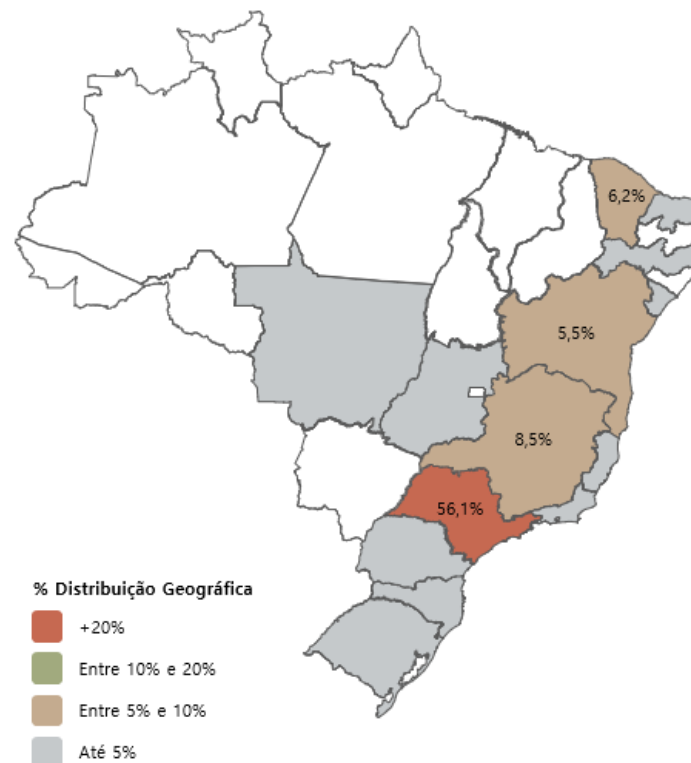 6,2%
5,5%
8,5%
56,1%
% Distribuição Geográfica
+20%
Entre 10% e 20%
Entre 5% e 10%
Até 5%